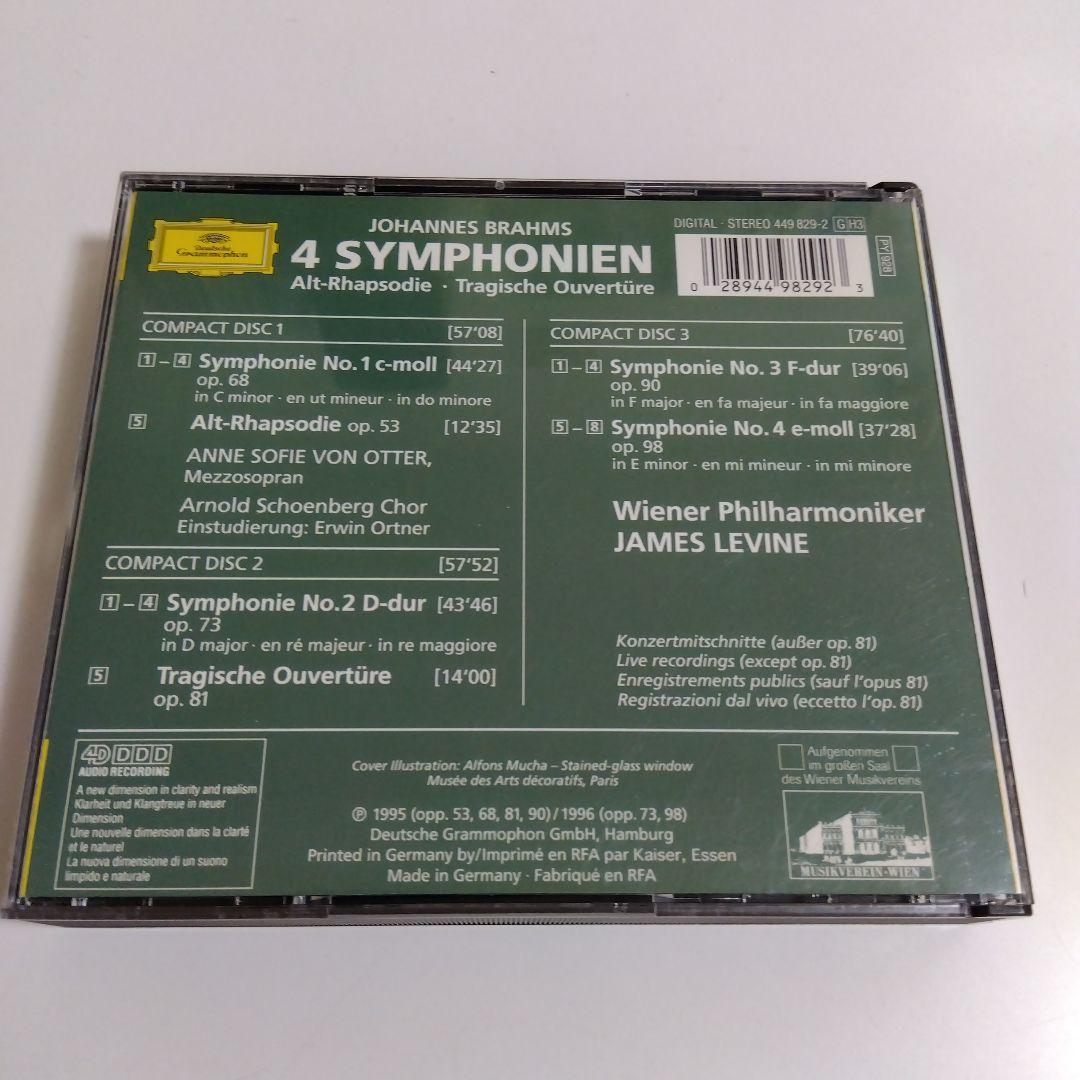 Deutsche
Grammophon
JOHANNES BRAHMS
4 SYMPHONIEN
Alt-Rhapsodie · Tragische Ouvertüre
DIGITAL · STEREO 449 829-2 G H3
PY 928
0 28944 98292 3
COMPACT DISC 1 [57'08]
1 – 4 Symphonie No. 1 c-moll [44'27]
op. 68
in C minor · en ut mineur · in do minore
5 Alt-Rhapsodie op. 53 [12'35]
ANNE SOFIE VON OTTER,
Mezzosopran
Arnold Schoenberg Chor
Einstudierung: Erwin Ortner
COMPACT DISC 2 [57'52]
1 – 4 Symphonie No. 2 D-dur [43'46]
op. 73
in D major · en ré majeur · in re maggiore
5 Tragische Ouvertüre [14'00]
op. 81
COMPACT DISC 3 [76'40]
1 – 4 Symphonie No. 3 F-dur [39'06]
op. 90
in F major · en fa majeur · in fa maggiore
5 – 8 Symphonie No. 4 e-moll [37'28]
op. 98
in E minor · en mi mineur · in mi minore
Wiener Philharmoniker
JAMES LEVINE
Konzertmitschnitte (außer op. 81)
Live recordings (except op. 81)
Enregistrements publics (sauf l'opus 81)
Registrazioni dal vivo (eccetto l'op. 81)
4D DDD
AUDIO RECORDING
A new dimension in clarity and realism
Klarheit und Klangtreue in neuer
Dimension
Une nouvelle dimension dans la clarté
et le naturel
La nuova dimensione di un suono
limpido e naturale
Cover Illustration: Alfons Mucha – Stained-glass window
Musée des Arts décoratifs, Paris
℗ 1995 (opp. 53, 68, 81, 90) / 1996 (opp. 73, 98)
Deutsche Grammophon GmbH, Hamburg
Printed in Germany by/Imprimé en RFA par Kaiser, Essen
Made in Germany · Fabriqué en RFA
Aufgenommen
im großen Saal
des Wiener Musikvereins
MUSIKVEREIN · WIEN